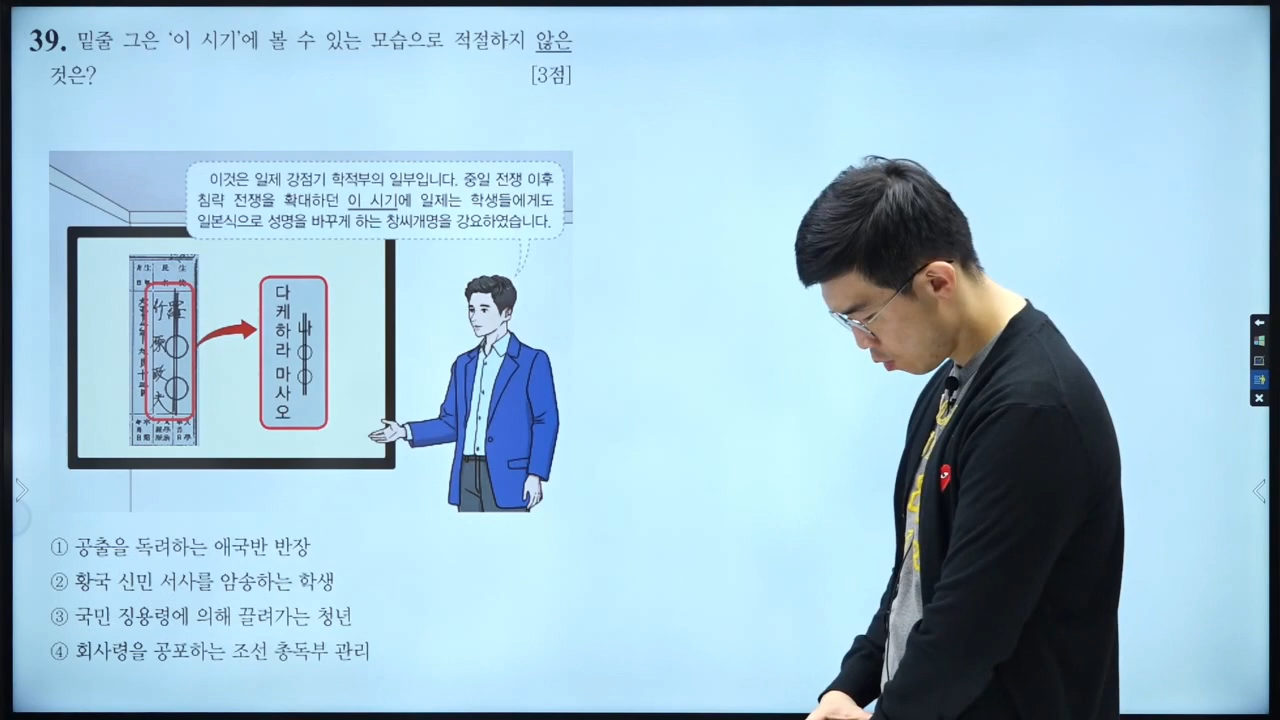 39. 밑줄 그은 '이 시기'에 볼 수 있는 모습으로 적절하지 않은
것은? [3점]
이것은 일제 강점기 학적부의 일부입니다. 중일 전쟁 이후
침략 전쟁을 확대하던 이 시기에 일제는 학생들에게도
일본식으로 성명을 바꾸게 하는 창씨개명을 강요하였습니다.
다케하라마사오
나○○
① 공출을 독려하는 애국반 반장
② 황국 신민 서사를 암송하는 학생
③ 국민 징용령에 의해 끌려가는 청년
④ 회사령을 공포하는 조선 총독부 관리